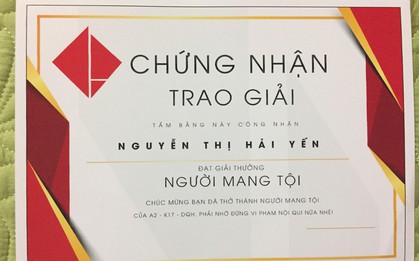 CHỨNG NHẬN
TRAO GIẢI
TẤM BẰNG NÀY CÔNG NHẬN
NGUYỄN THỊ HẢI YẾN
ĐẠT GIẢI THƯỞNG
NGƯỜI MANG TỘI
CHÚC MỪNG BẠN ĐÃ THỞ THÀNH NGƯỜI MANG TỘI
CỦA A2 - K17 - DQH. PHẢI NHỚ ĐỪNG VI PHẠM NỘI QUI NỮA NHÉ!